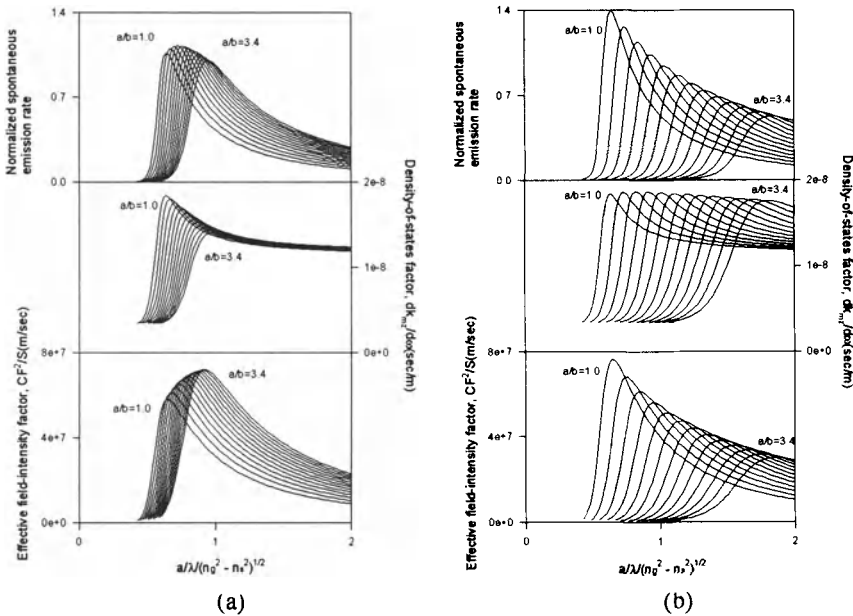 1.4
a/b=1.0
a/b=3.4
0.7
Normalized spontaneous
emission rate
0.0
2e-8
a/b=1.0
a/b=3.4
1e-8
Density-of-states factor, dk_mz/dω(sec/m)
8e+7
0e+0
a/b=3.4
a/b=1.0
4e+7
Effective field-intensity factor, CF²/S(m/sec)
0e+0
0
1
2
a/λ/(n_g² - n_s²)^1/2
(a)
1.4
a/b=1.0
0.7
a/b=3.4
Normalized spontaneous
emission rate
0.0
2e-8
a/b=1.0
a/b=3.4
1e-8
Density-of-states factor, dk_mz/dω(sec/m)
8e+7
0e+0
a/b=1.0
4e+7
a/b=3.4
Effective field-intensity factor, CF²/S(m/sec)
0e+0
0
1
2
a/λ/(n_g² - n_s²)^1/2
(b)